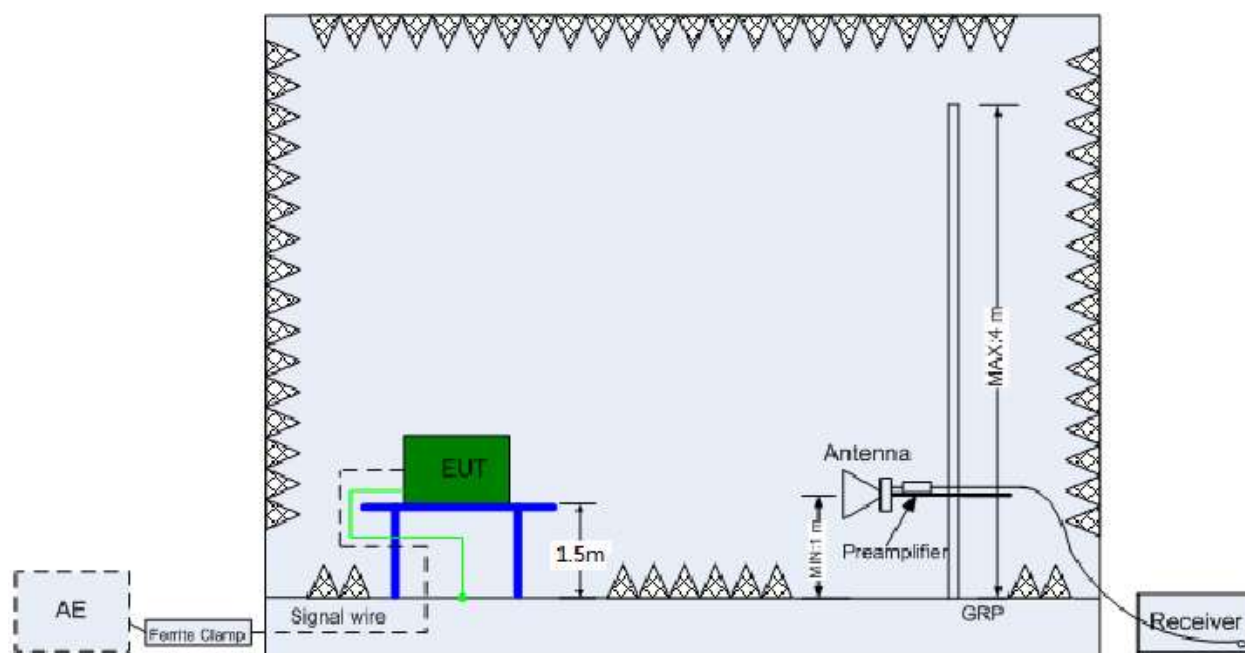 EUT
Antenna
MAX:4 m
MIN:1 m
Preamplifier
1.5m
AE
Ferrite Clamp
Signal wire
GRP
Receiver